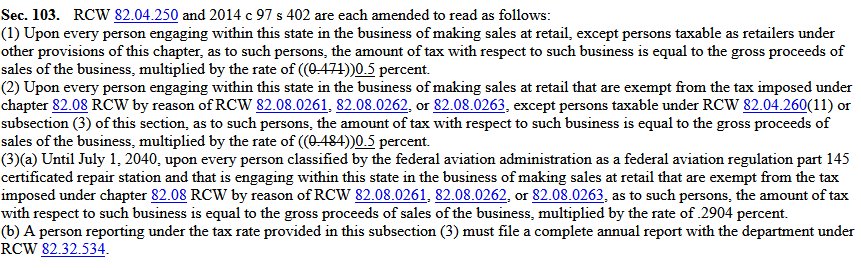 Sec. 103.   RCW 82.04.250 and 2014 c 97 s 402 are each amended to read as follows:
(1) Upon every person engaging within this state in the business of making sales at retail, except persons taxable as retailers under
other provisions of this chapter, as to such persons, the amount of tax with respect to such business is equal to the gross proceeds of
sales of the business, multiplied by the rate of ((0.471))0.5 percent.
(2) Upon every person engaging within this state in the business of making sales at retail that are exempt from the tax imposed under
chapter 82.08 RCW by reason of RCW 82.08.0261, 82.08.0262, or 82.08.0263, except persons taxable under RCW 82.04.260(11) or
subsection (3) of this section, as to such persons, the amount of tax with respect to such business is equal to the gross proceeds of
sales of the business, multiplied by the rate of ((0.484))0.5 percent.
(3)(a) Until July 1, 2040, upon every person classified by the federal aviation administration as a federal aviation regulation part 145
certificated repair station and that is engaging within this state in the business of making sales at retail that are exempt from the tax
imposed under chapter 82.08 RCW by reason of RCW 82.08.0261, 82.08.0262, or 82.08.0263, as to such persons, the amount of tax
with respect to such business is equal to the gross proceeds of sales of the business, multiplied by the rate of .2904 percent.
(b) A person reporting under the tax rate provided in this subsection (3) must file a complete annual report with the department under
RCW 82.32.534.